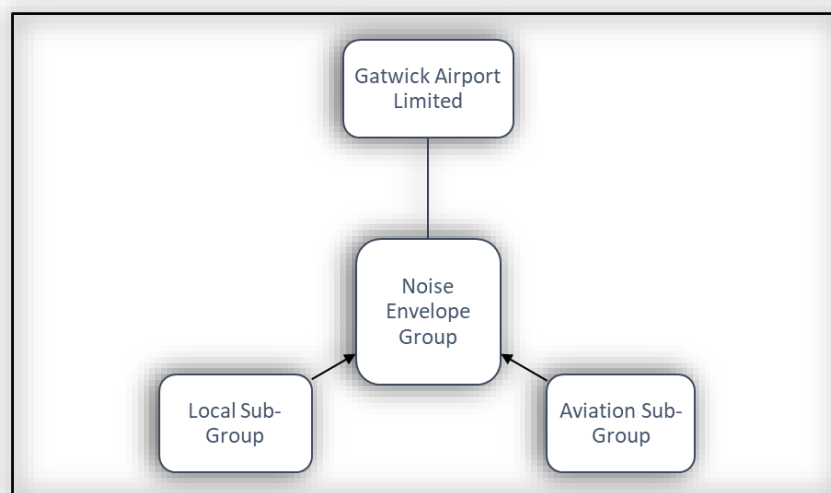 Gatwick Airport
Limited
Noise
Envelope
Group
Local Sub-
Group
Aviation Sub-
Group